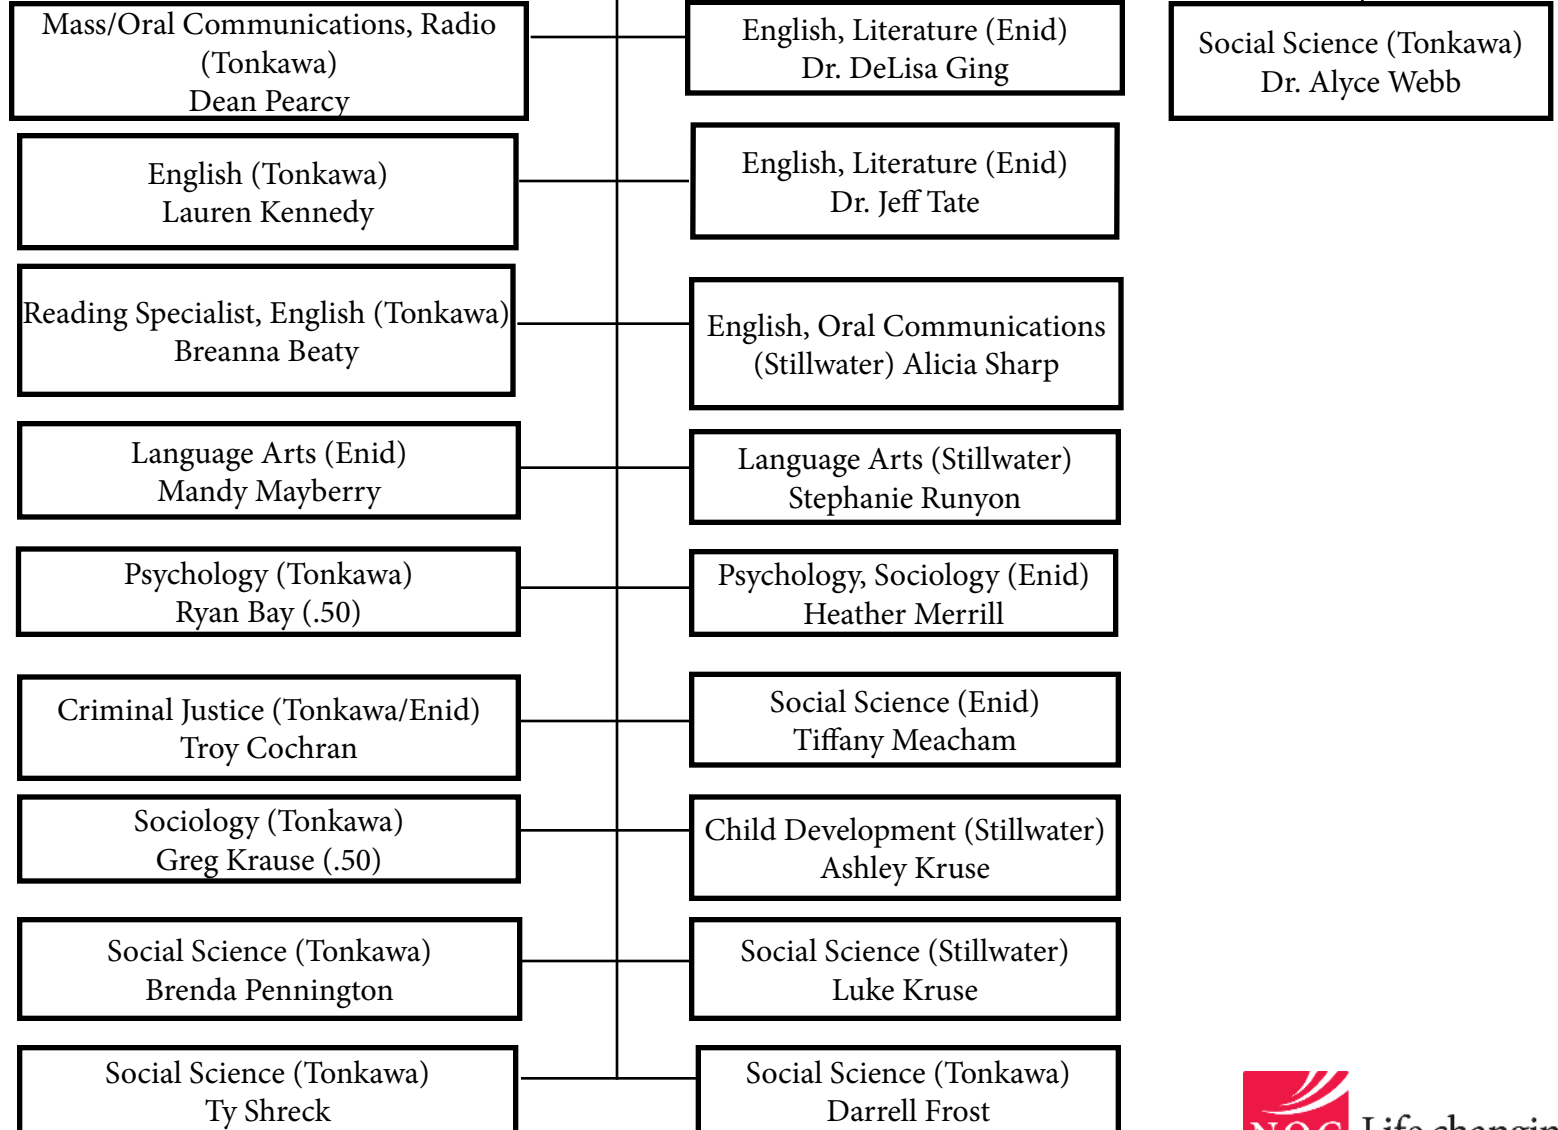 Mass/Oral Communications, Radio
(Tonkawa)
Dean Pearcy
English, Literature (Enid)
Dr. DeLisa Ging
Social Science (Tonkawa)
Dr. Alyce Webb
English (Tonkawa)
Lauren Kennedy
English, Literature (Enid)
Dr. Jeff Tate
Reading Specialist, English (Tonkawa)
Breanna Beaty
English, Oral Communications
(Stillwater) Alicia Sharp
Language Arts (Enid)
Mandy Mayberry
Language Arts (Stillwater)
Stephanie Runyon
Psychology (Tonkawa)
Ryan Bay (.50)
Psychology, Sociology (Enid)
Heather Merrill
Criminal Justice (Tonkawa/Enid)
Troy Cochran
Social Science (Enid)
Tiffany Meacham
Sociology (Tonkawa)
Greg Krause (.50)
Child Development (Stillwater)
Ashley Kruse
Social Science (Tonkawa)
Brenda Pennington
Social Science (Stillwater)
Luke Kruse
Social Science (Tonkawa)
Ty Shreck
Social Science (Tonkawa)
Darrell Frost
NOC Life changin